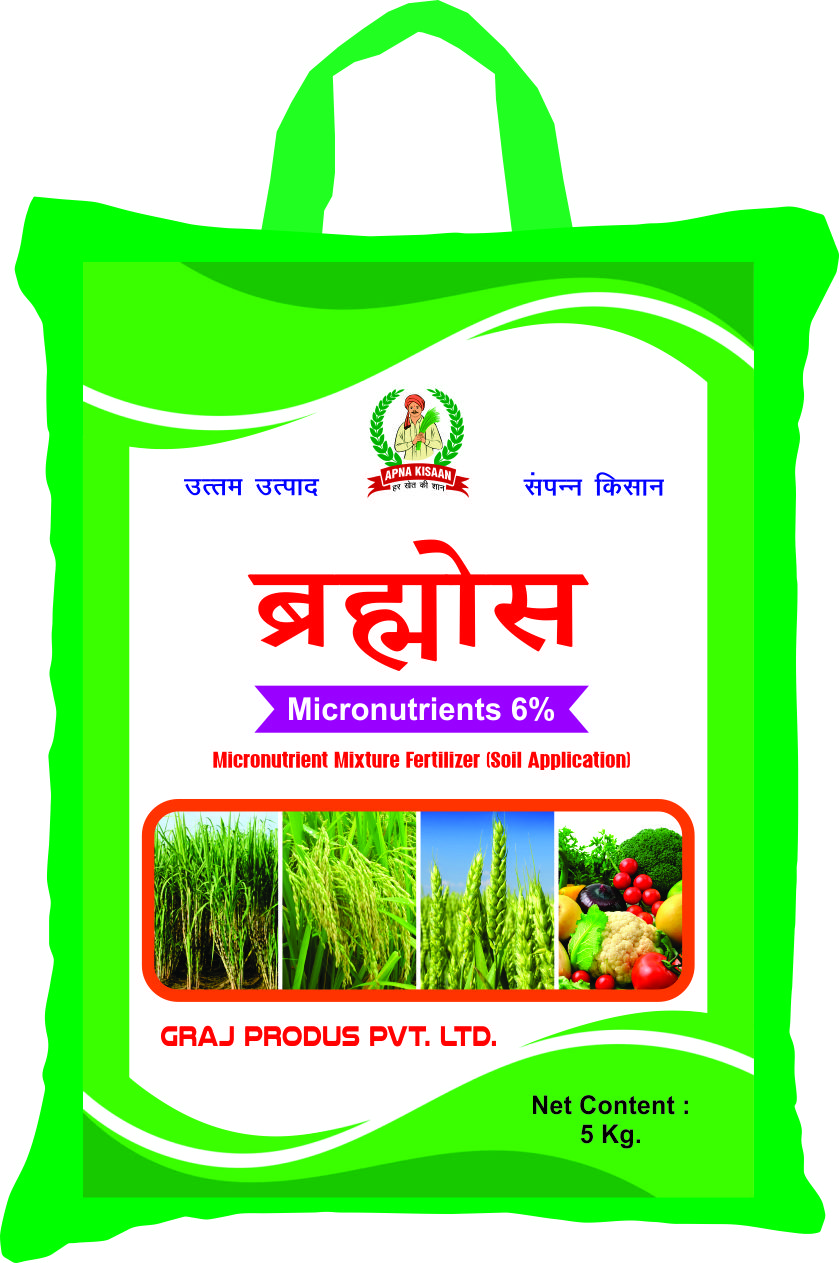 APNA KISAAN
हर खेत की शान
उत्तम उत्पाद
संपन्न किसान
ब्रह्मोस
Micronutrients 6%
Micronutrient Mixture Fertilizer (Soil Application)
GRAJ PRODUS PVT. LTD.
Net Content :
5 Kg.